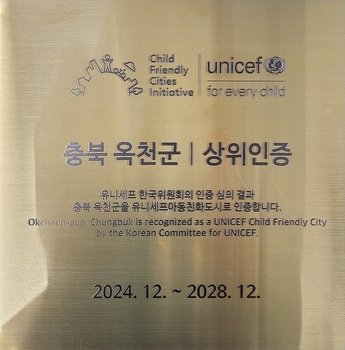 Child
Friendly
Cities
Initiative
unicef
for every child
충북 옥천군 | 상위인증
유니세프 한국위원회의 인증 심의 결과
충북 옥천군을 유니세프아동친화도시로 인증합니다.
Okcheon-gun, Chungbuk is recognized as a UNICEF Child Friendly City
by the Korean Committee for UNICEF.
2024. 12. ~ 2028. 12.